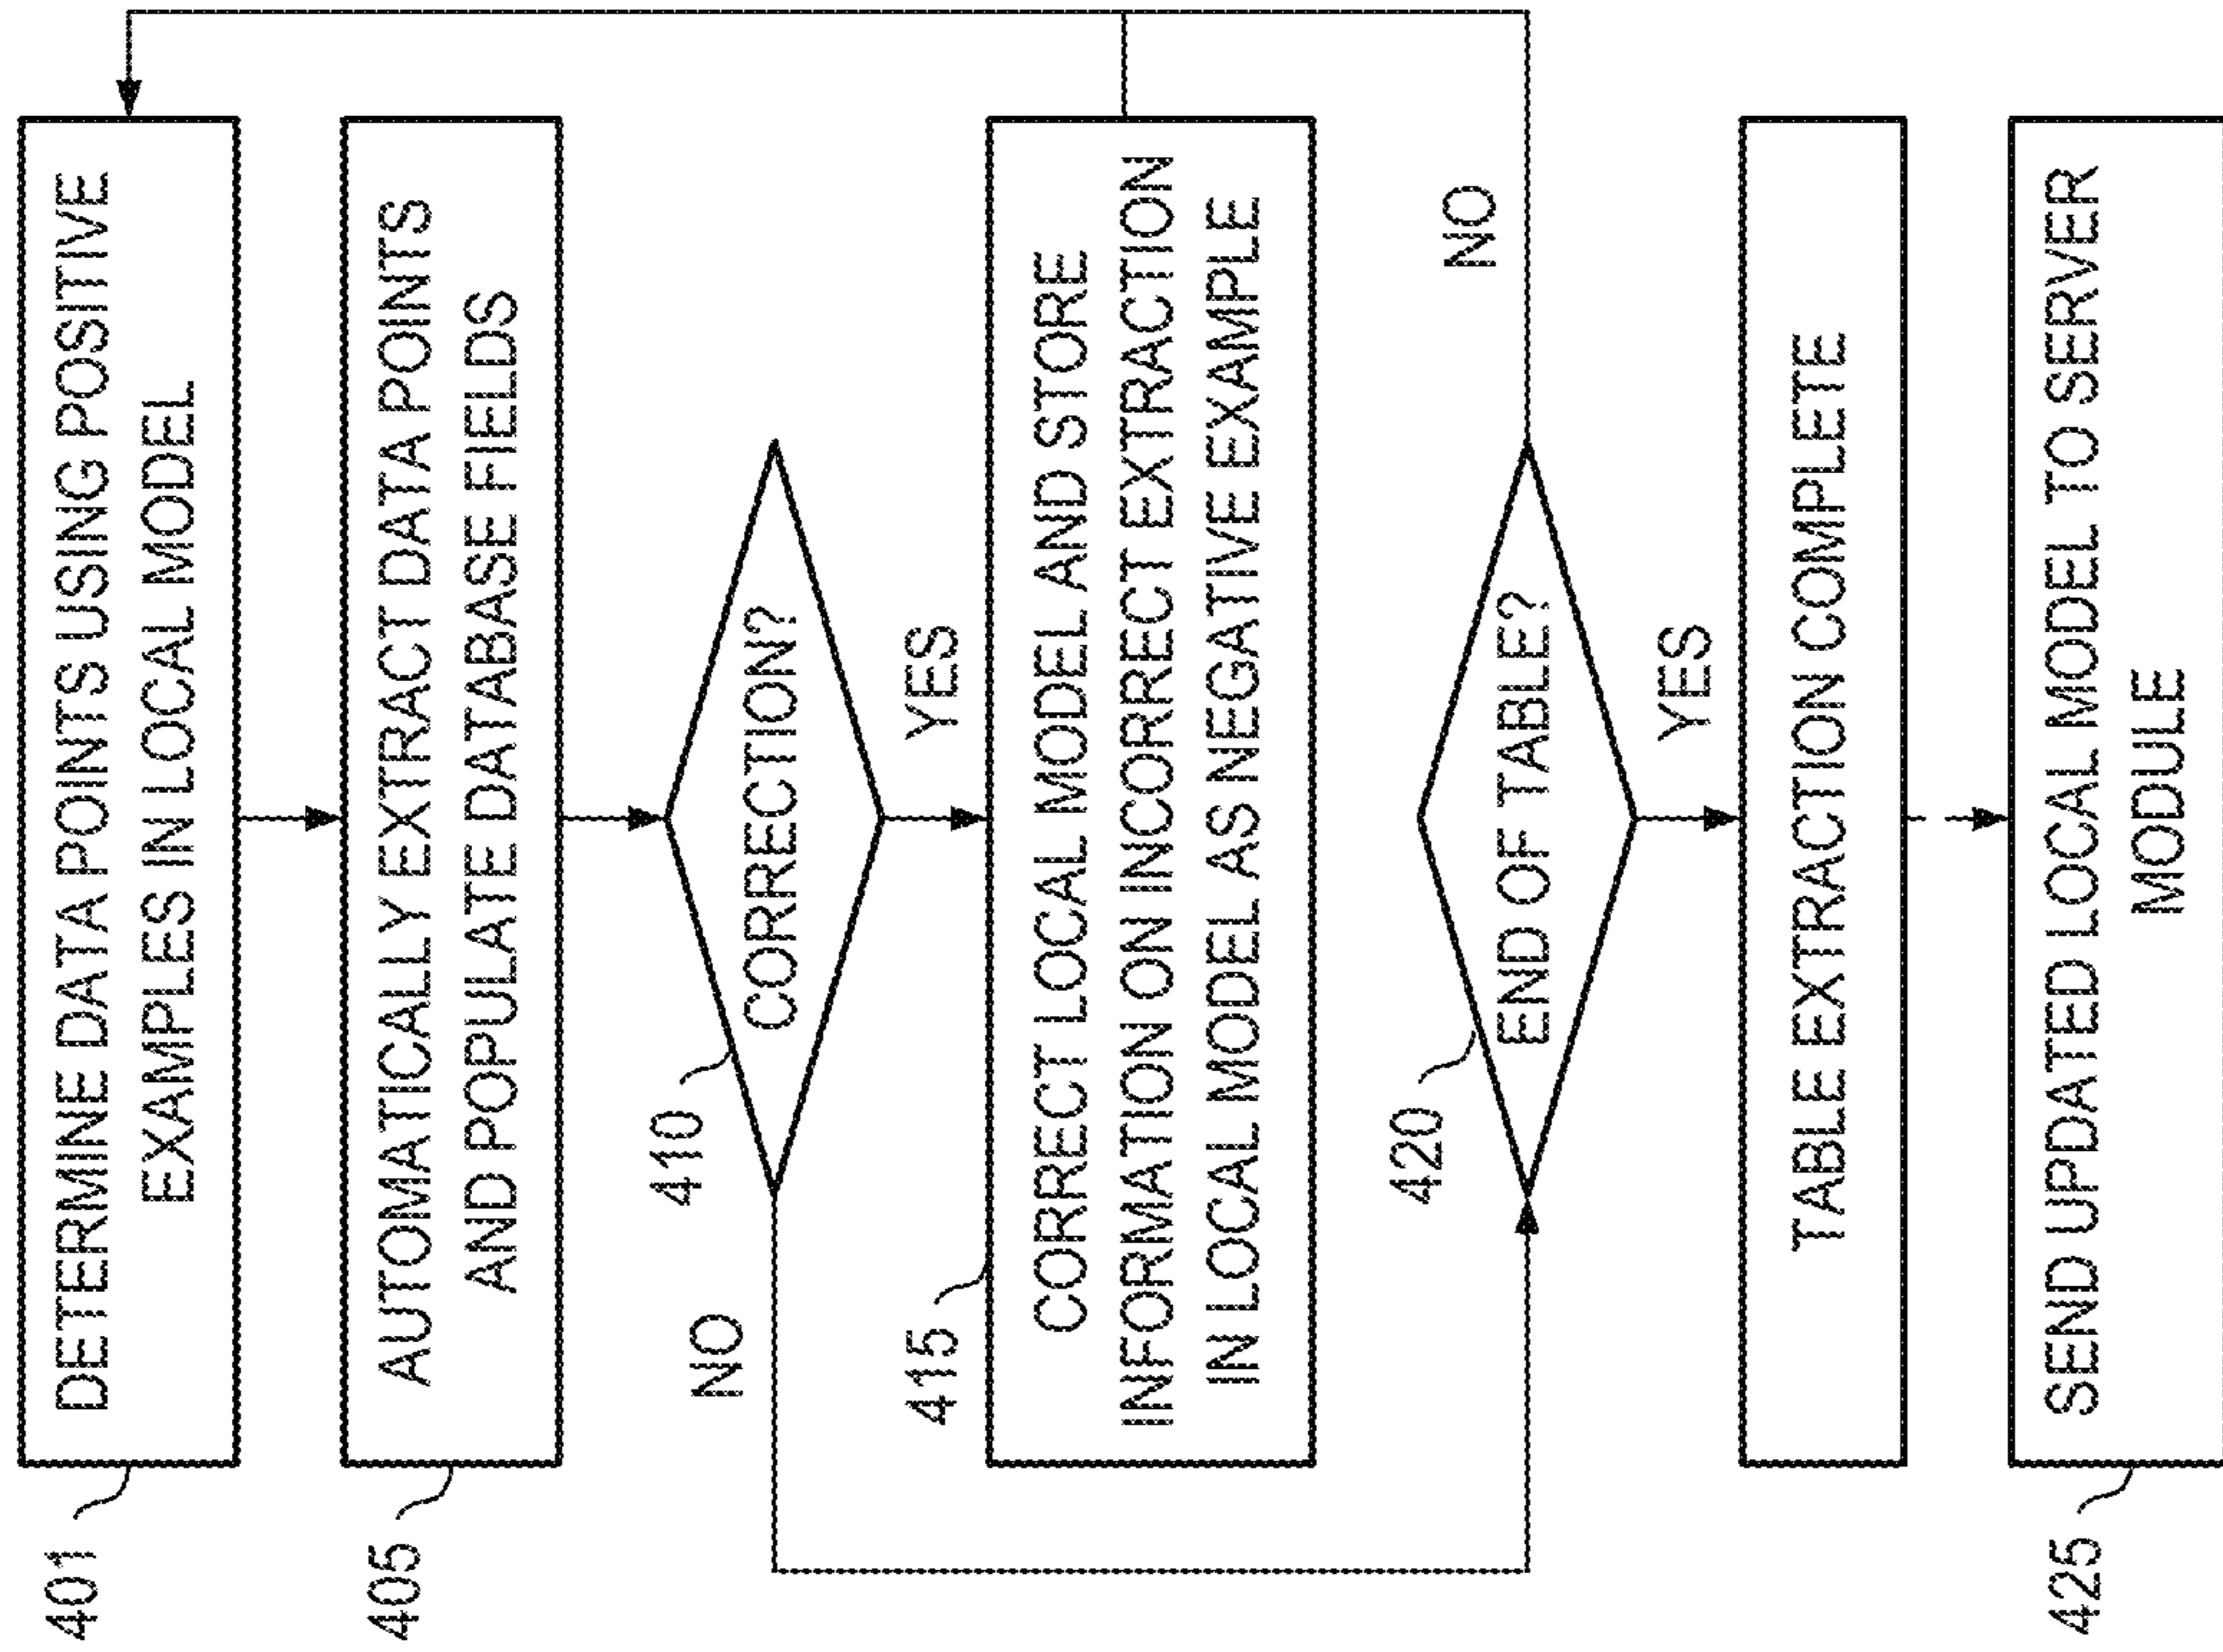 401
DETERMINE DATA POINTS USING POSITIVE
EXAMPLES IN LOCAL MODEL
405
AUTOMATICALLY EXTRACT DATA POINTS
AND POPULATE DATABASE FIELDS
410
CORRECTION?
NO
YES
415
CORRECT LOCAL MODEL AND STORE
INFORMATION ON INCORRECT EXTRACTION
IN LOCAL MODEL AS NEGATIVE EXAMPLE
420
END OF TABLE?
NO
YES
TABLE EXTRACTION COMPLETE
425
SEND UPDATED LOCAL MODEL TO SERVER
MODULE